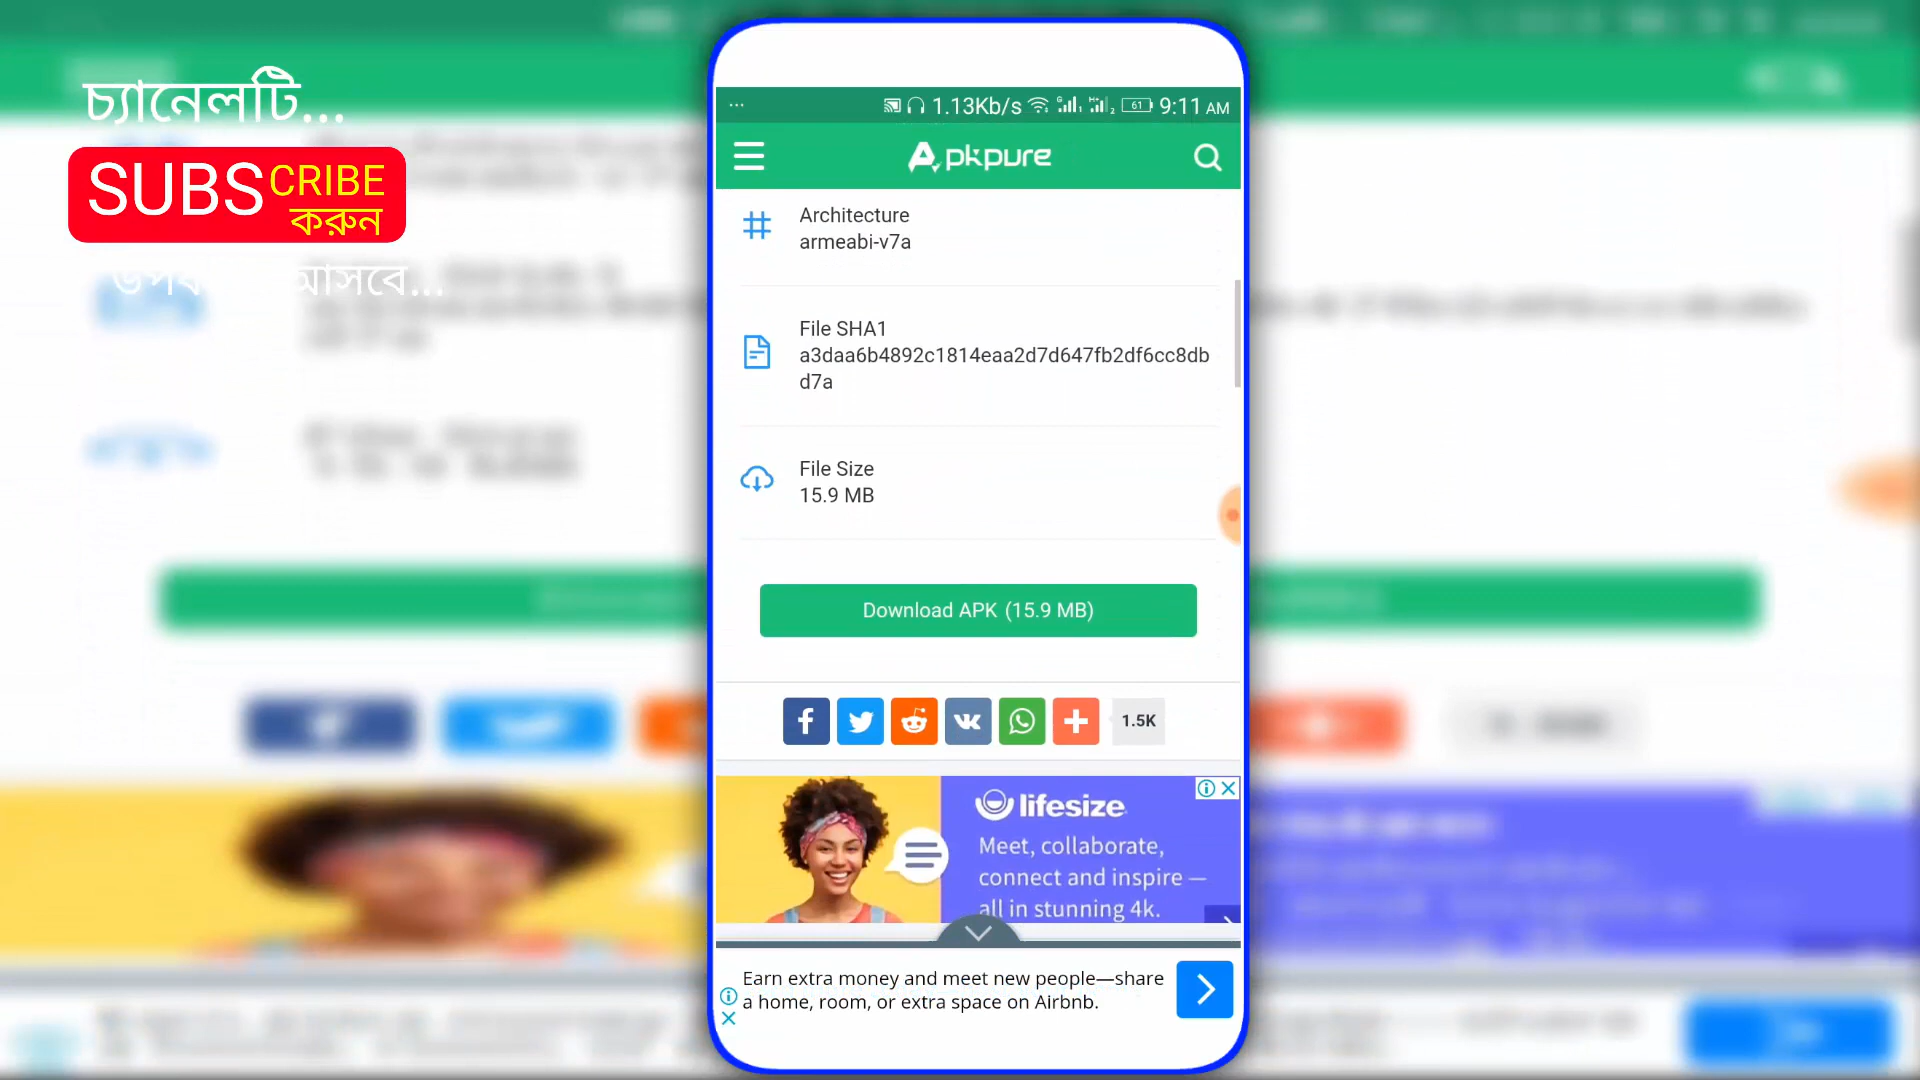 চ্যানেলটি...
SUBSCRIBE
করুন
আসবে...
... 1.13Kb/s 61 9:11 AM
Apkpure
Architecture
armeabi-v7a
File SHA1
a3daa6b4892c1814eaa2d7d647fb2df6cc8db
d7a
File Size
15.9 MB
Download APK (15.9 MB)
1.5K
lifesize
Meet, collaborate,
connect and inspire —
all in stunning 4k.
Earn extra money and meet new people—share
a home, room, or extra space on Airbnb.